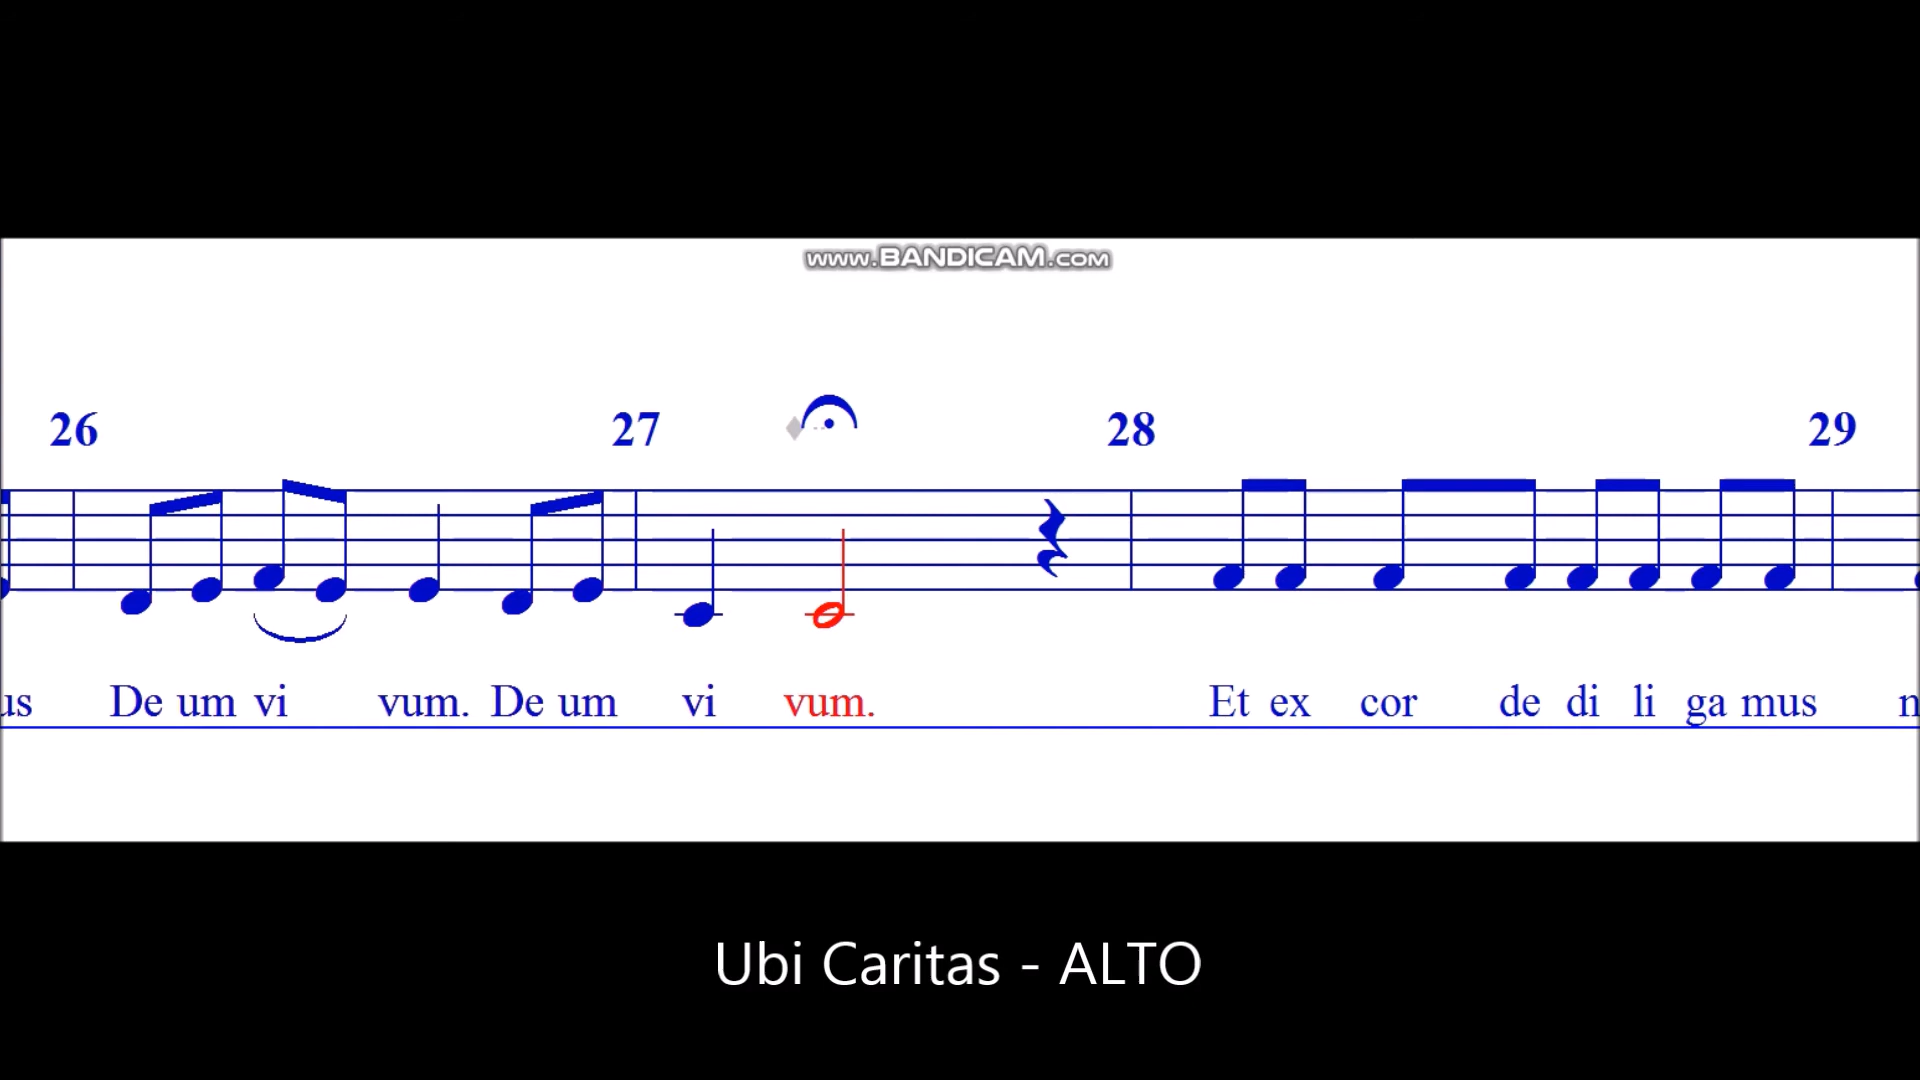 www.BANDICAM.com
26 27 28 29
us De um vi vum. De um vi vum. Et ex cor de di li ga mus n
Ubi Caritas - ALTO